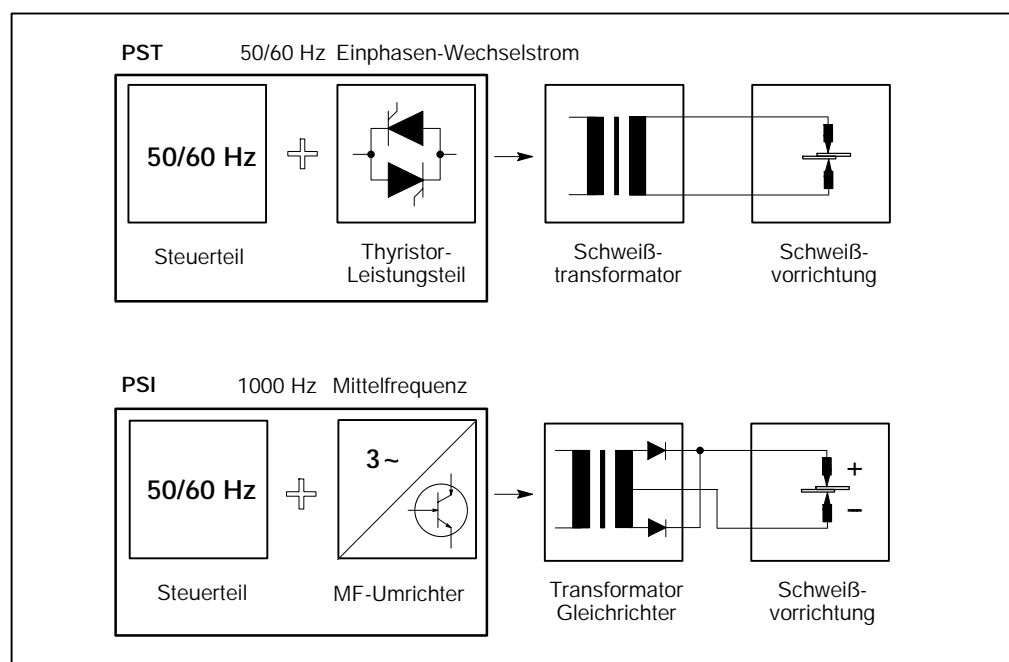 PST 50/60 Hz Einphasen-Wechselstrom
50/60 Hz
Steuerteil
Thyristor-
Leistungsteil
Schweiß-
transformator
Schweiß-
vorrichtung
PSI 1000 Hz Mittelfrequenz
50/60 Hz
3~
+
−
Steuerteil
MF-Umrichter
Transformator
Gleichrichter
Schweiß-
vorrichtung